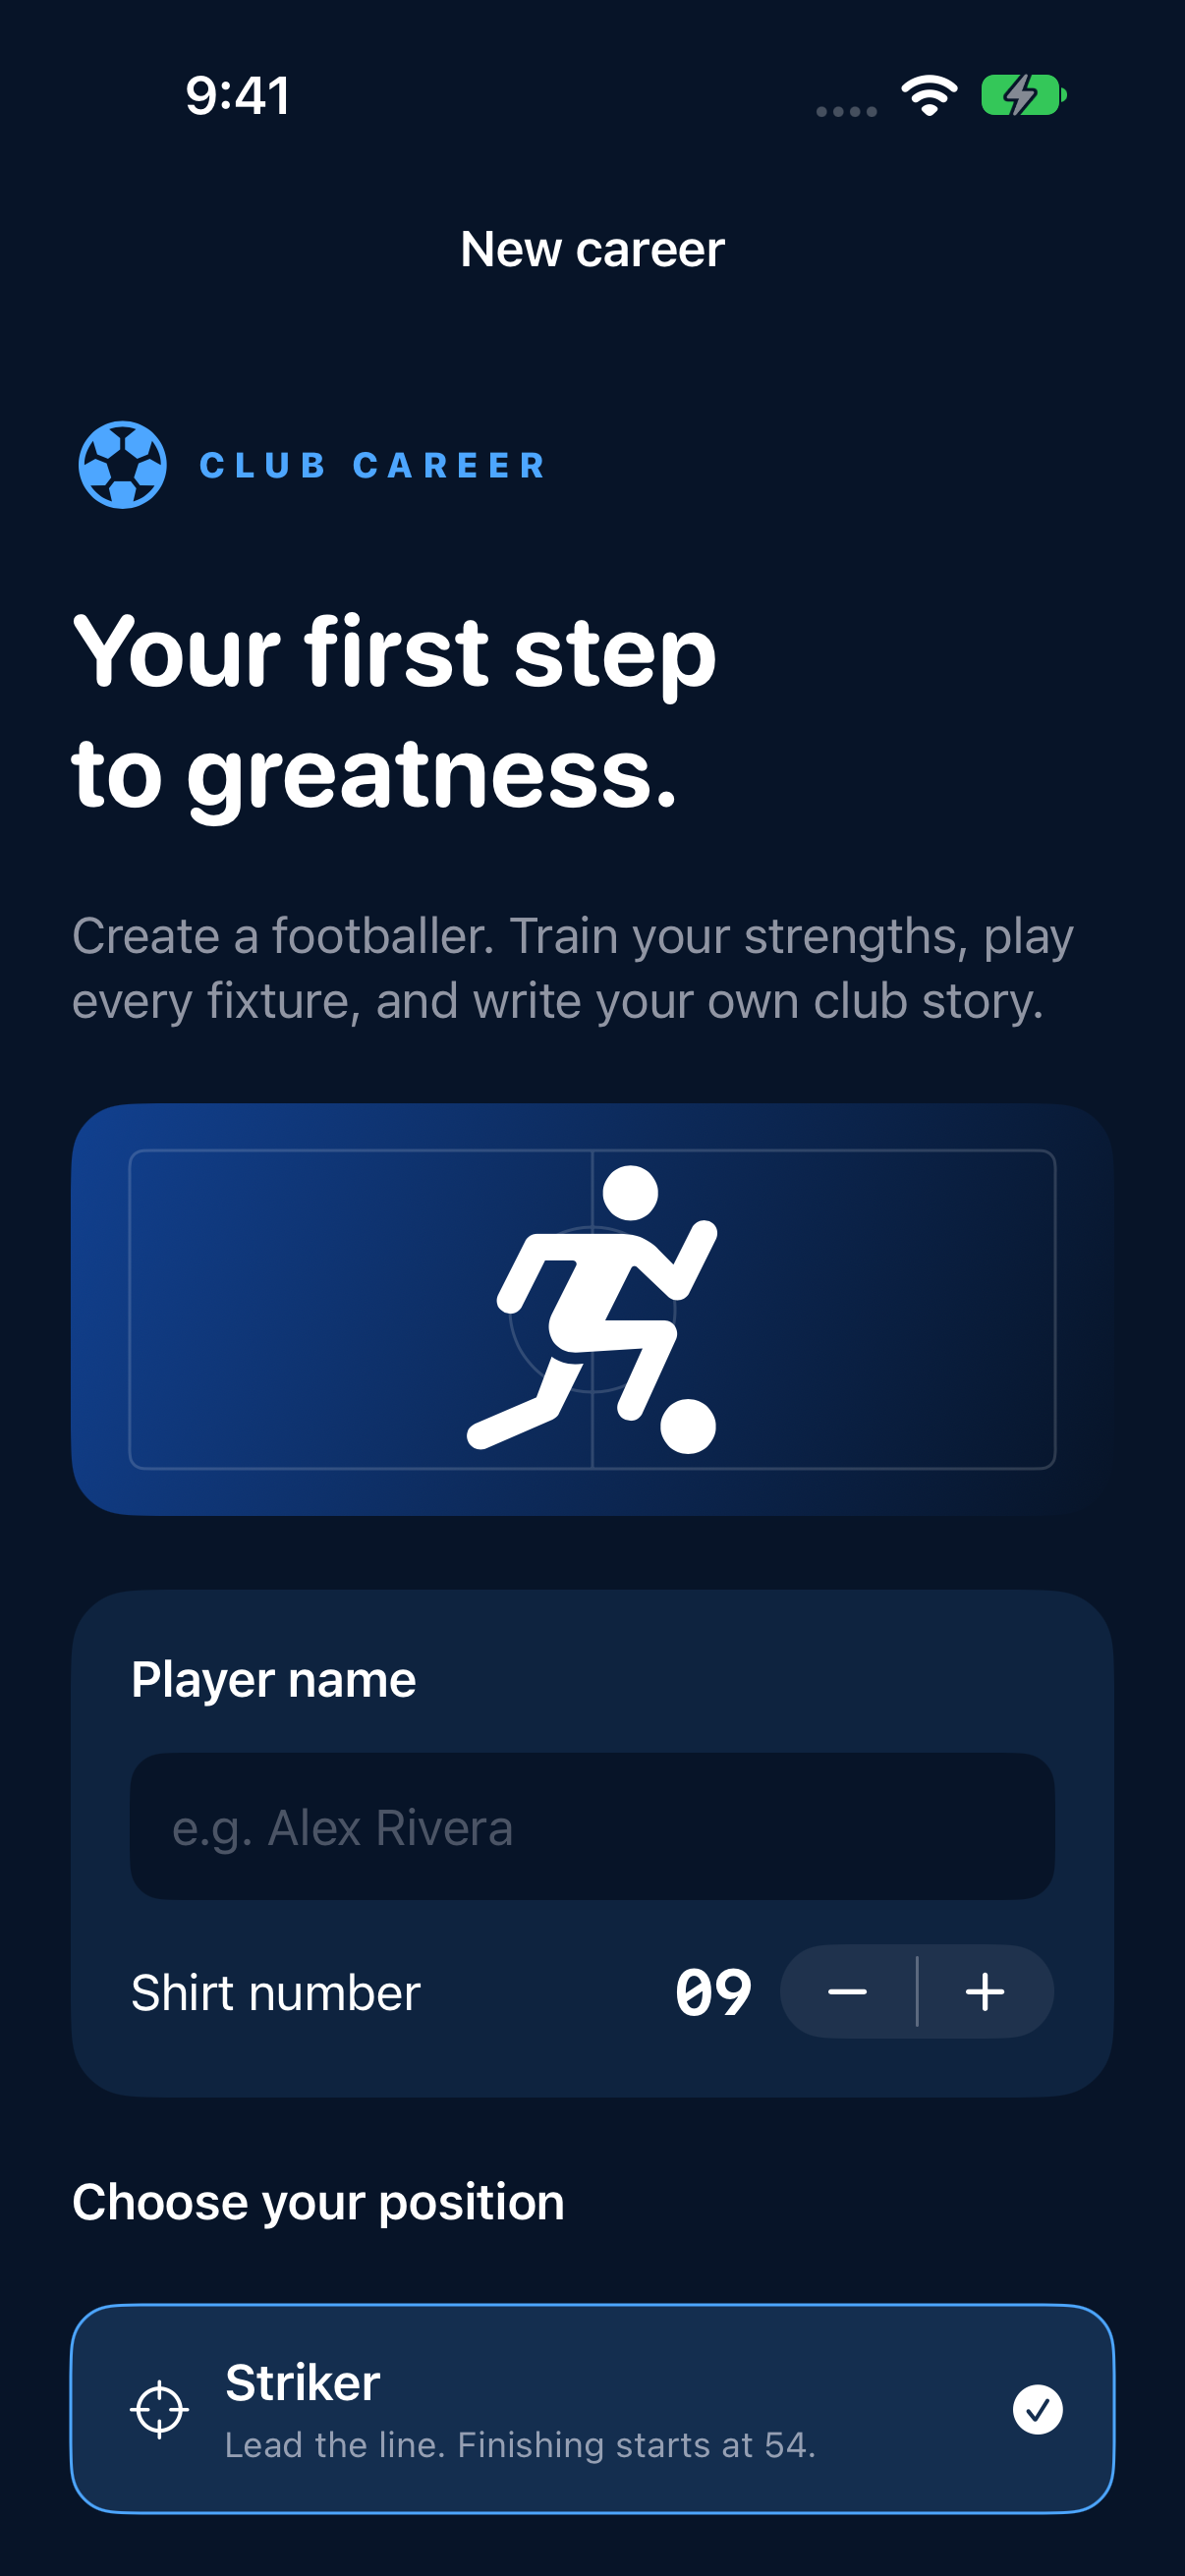 9:41
New career
CLUB CAREER
Your first step
to greatness.
Create a footballer. Train your strengths, play
every fixture, and write your own club story.
Player name
e.g. Alex Rivera
Shirt number 09
Choose your position
Striker
Lead the line. Finishing starts at 54.